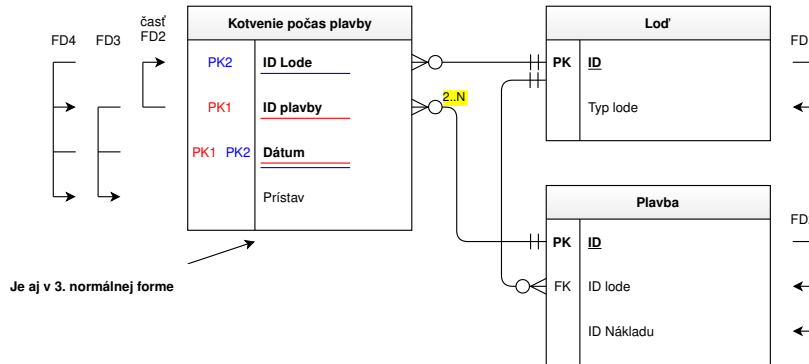 FD4
FD3
časť
FD2
Kotvenie počas plavby
PK2
ID Lode
PK1
ID plavby
PK1 PK2
Dátum
Prístav
2..N
Loď
PK
ID
Typ lode
FD
Plavba
PK
ID
FK
ID lode
ID Nákladu
FD
Je aj v 3. normálnej forme